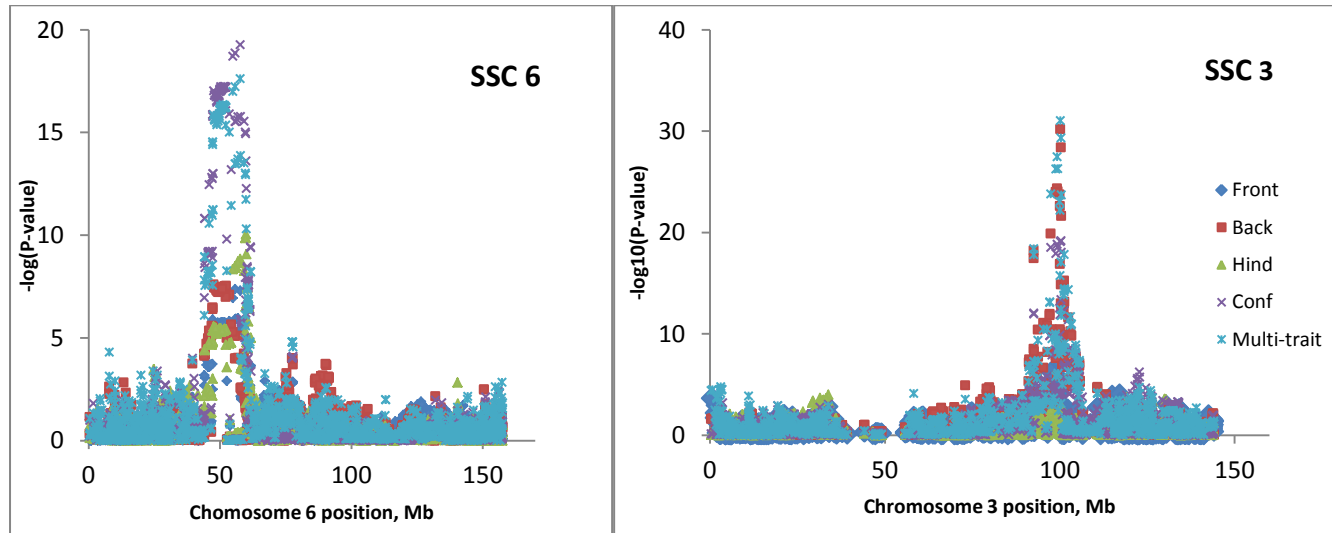 SSC 6
-log(P-value)
20
15
10
5
0
0 50 100 150
Chomosome 6 position, Mb
SSC 3
-log10(P-value)
40
30
20
10
0
0 50 100 150
Chromosome 3 position, Mb
Front
Back
Hind
Conf
Multi-trait